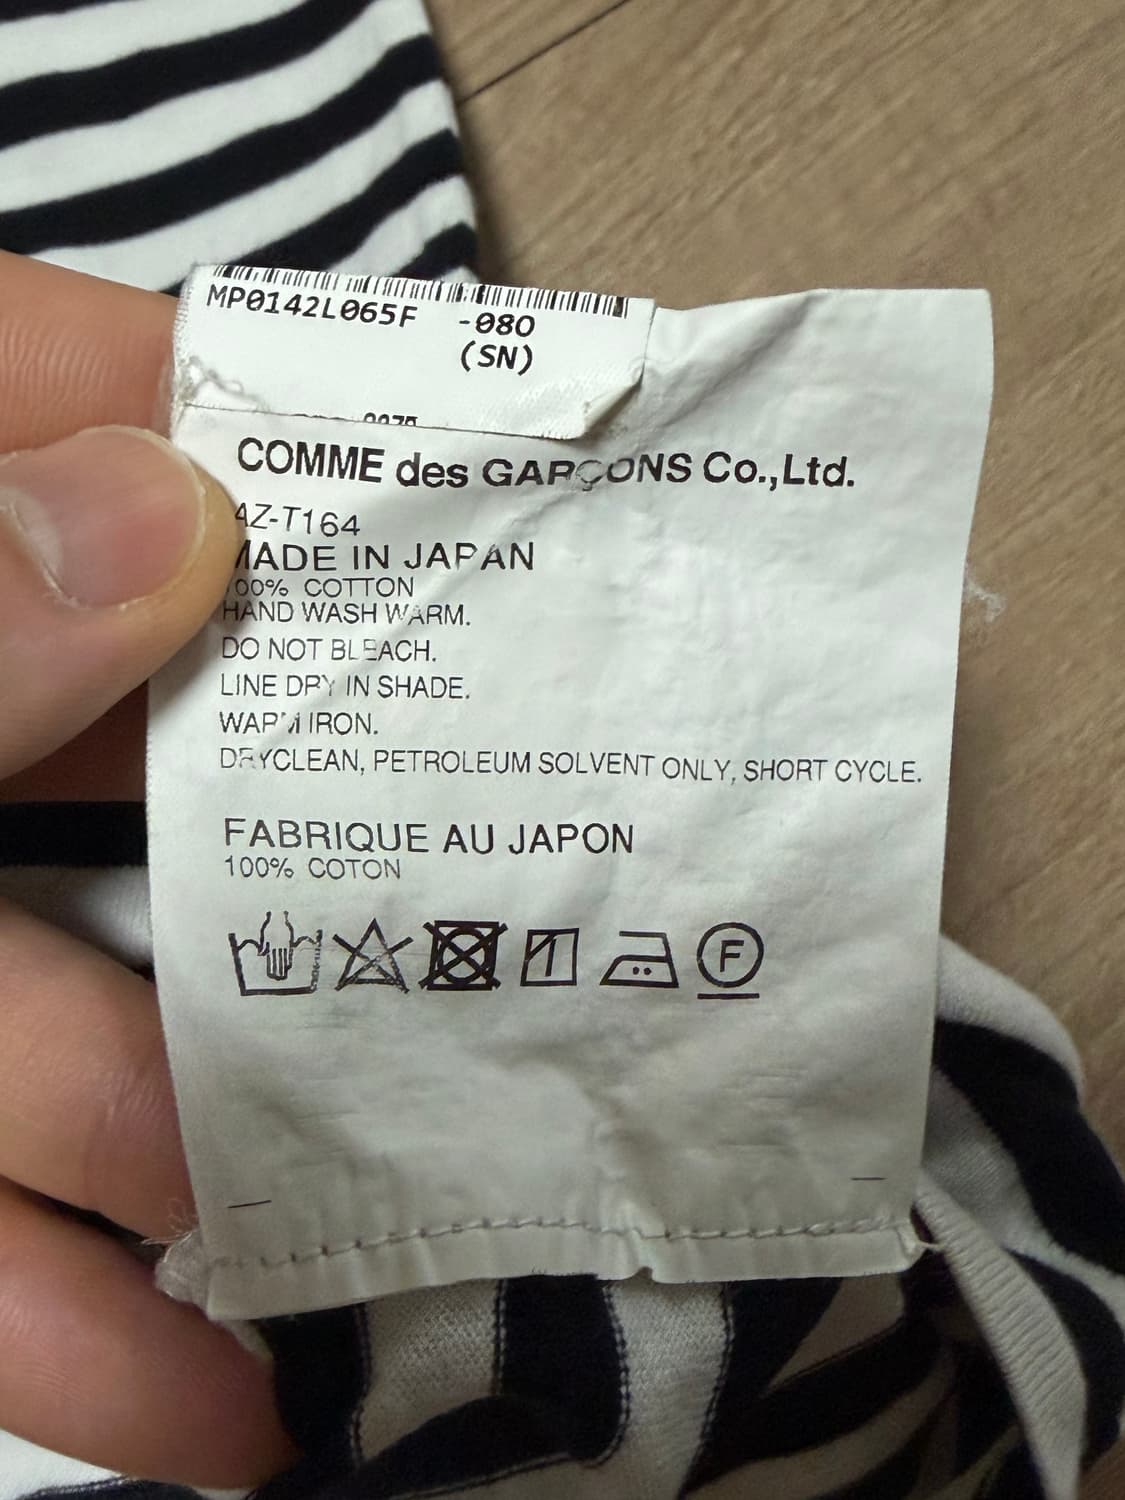 MP0142L065F -080
(SN)
COMME des GARÇONS Co.,Ltd.
AZ-T164
MADE IN JAPAN
100% COTTON
HAND WASH WARM.
DO NOT BLEACH.
LINE DRY IN SHADE.
WARM IRON.
DRYCLEAN, PETROLEUM SOLVENT ONLY, SHORT CYCLE.
FABRIQUE AU JAPON
100% COTON
F